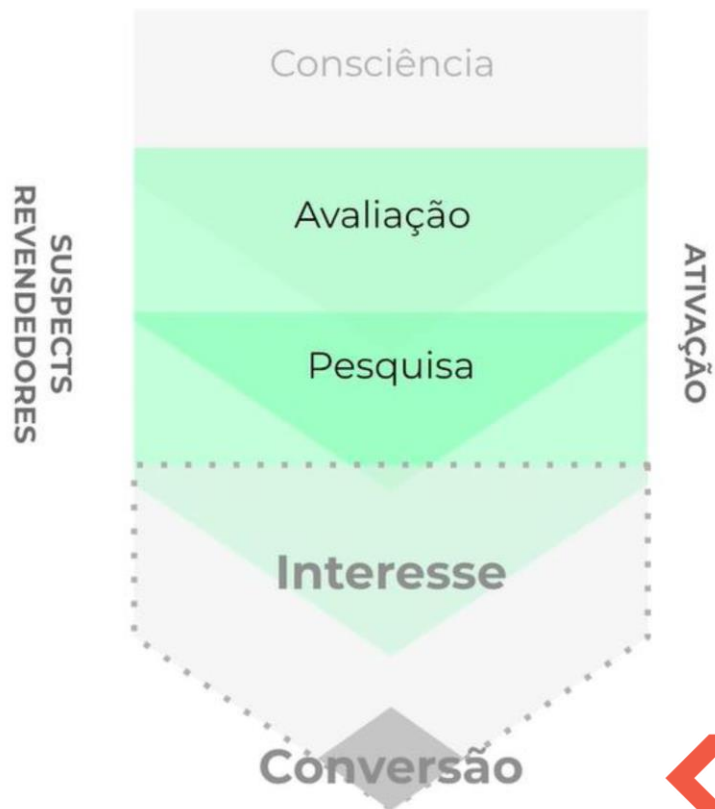 Consciência
Avaliação
SUSPECTS
REVENDEDORES
ATIVAÇÃO
Pesquisa
Interesse
Conversão